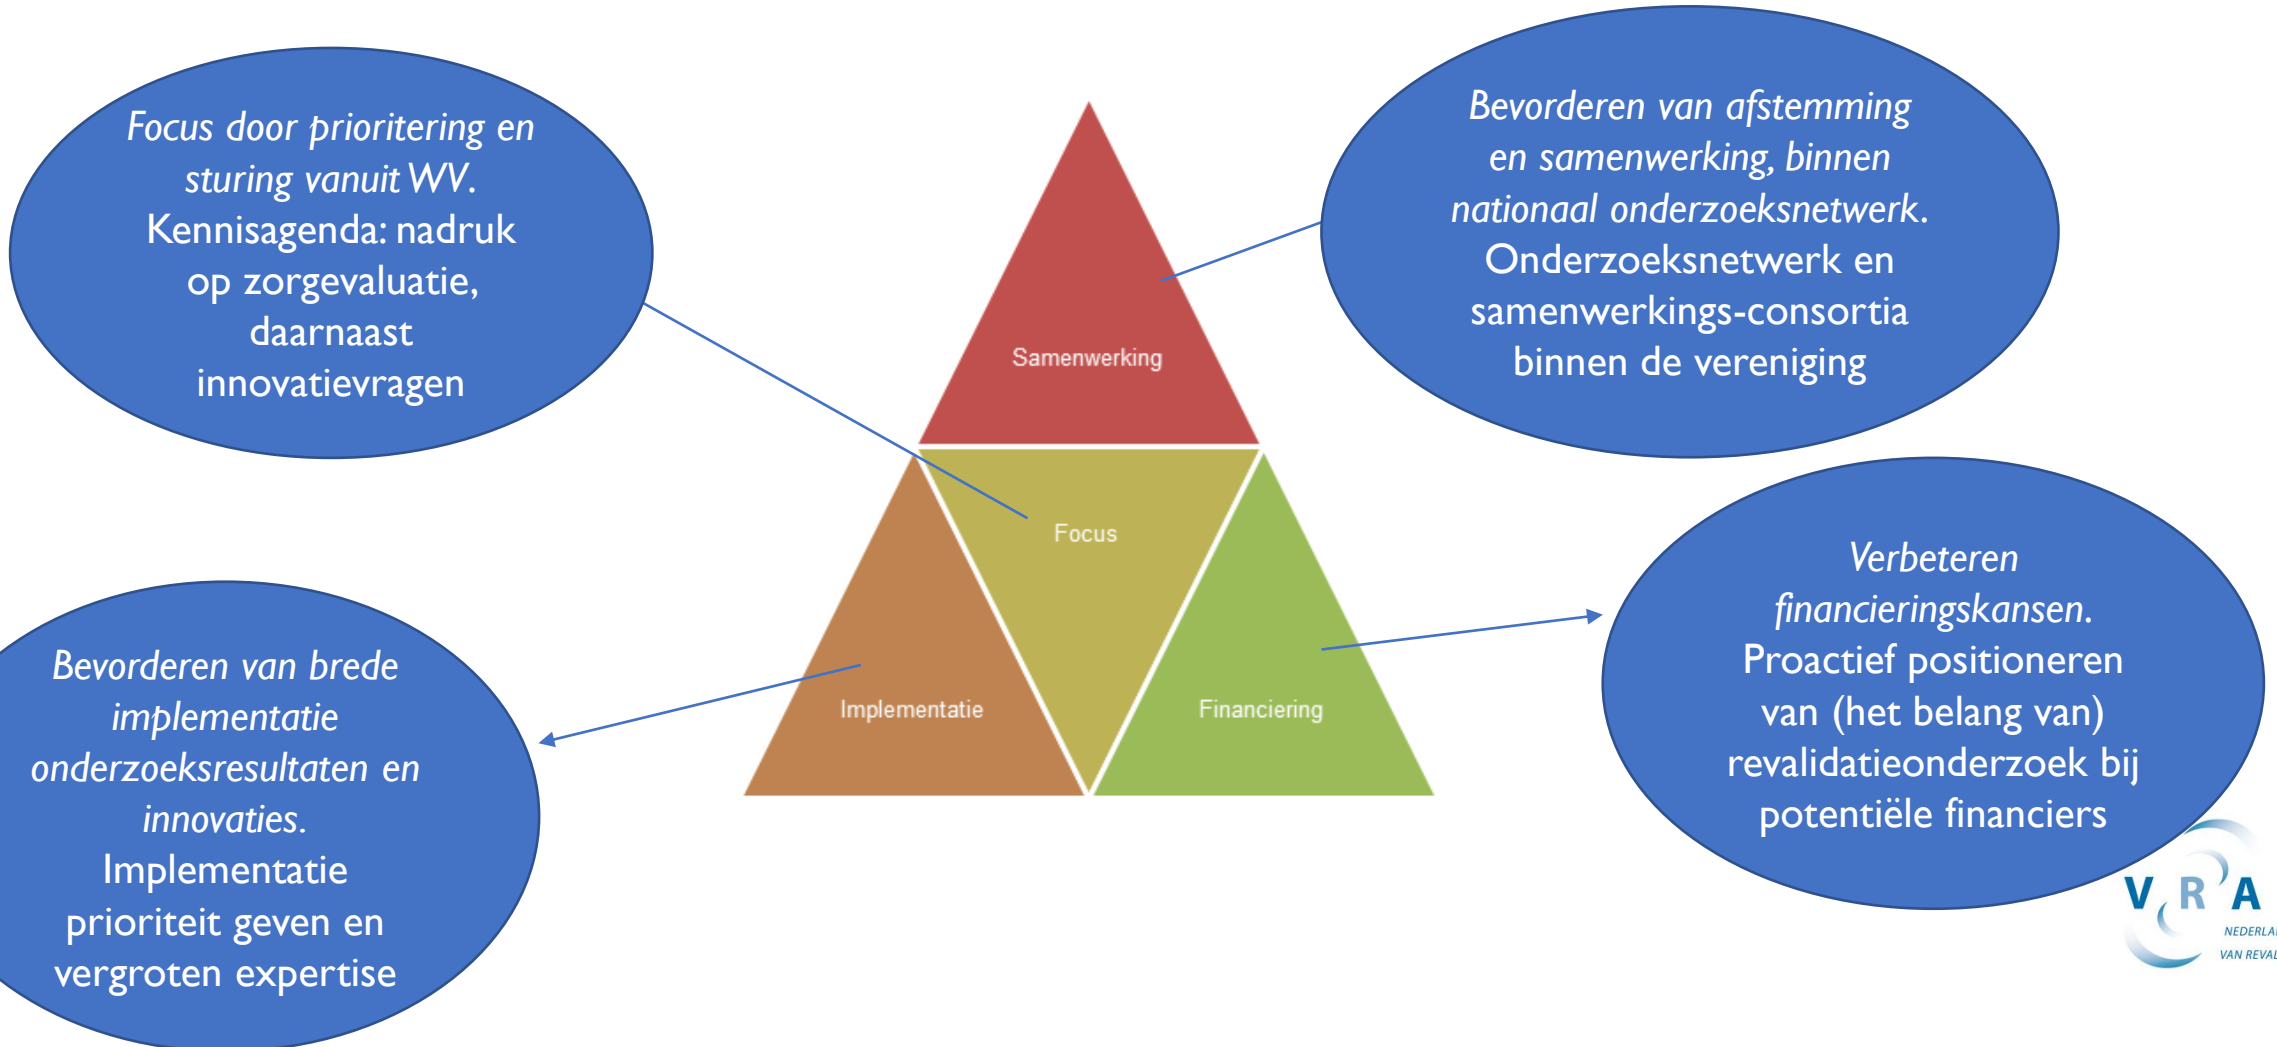 Focus door prioritering en
sturing vanuit WV.
Kennisagenda: nadruk
op zorgevaluatie,
daarnaast
innovatievragen
Bevorderen van afstemming
en samenwerking, binnen
nationaal onderzoeksnetwerk.
Onderzoeksnetwerk en
samenwerkings-consortia
binnen de vereniging
Samenwerking
Focus
Implementatie
Financiering
Bevorderen van brede
implementatie
onderzoeksresultaten en
innovaties.
Implementatie
prioriteit geven en
vergroten expertise
Verbeteren
financieringskansen.
Proactief positioneren
van (het belang van)
revalidatieonderzoek bij
potentiële financiers
V R A
NEDERLA
VAN REVAL